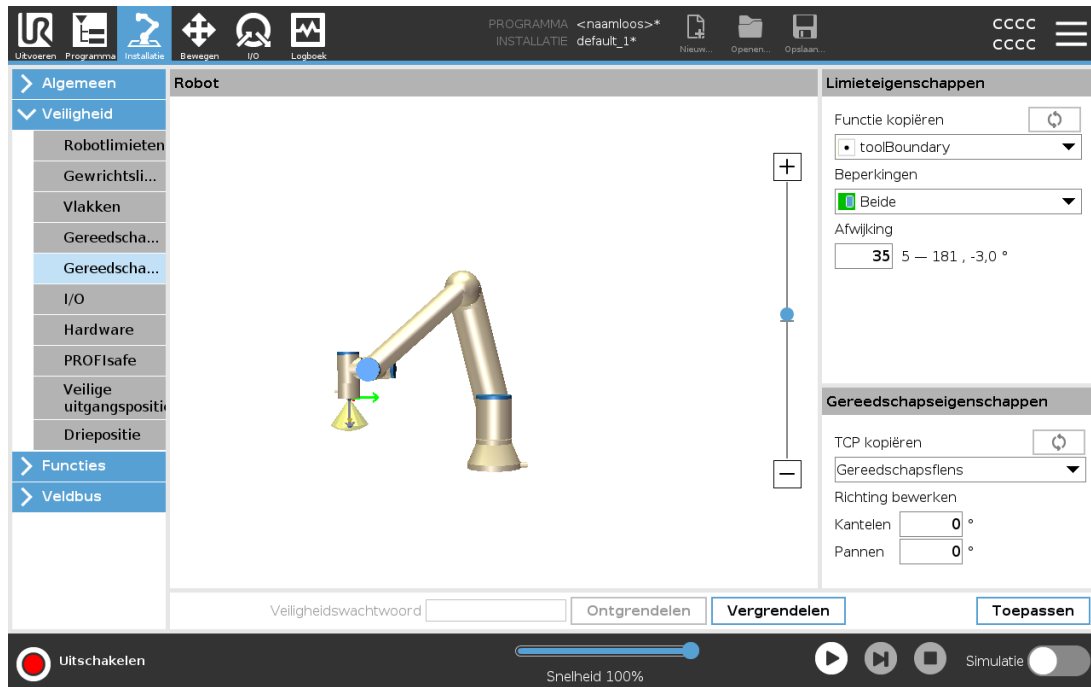 PROGRAMMA <naamloos>*
INSTALLATIE default_1*
Uitvoeren Programma Installatie Bewegen I/O Logboek
Nieuw... Openen... Opslaan...
CCCC
CCCC
Algemeen
Veiligheid
Robotlimieten
Gewrichtsli...
Vlakken
Gereedscha...
Gereedscha...
I/O
Hardware
PROFIsafe
Veilige
uitgangspositi
Driepositie
Functies
Veldbus
Robot
+
−
Limieteigenschappen
Functie kopiëren
toolBoundary
Beperkingen
Beide
Afwijking
35 5 — 181 , -3,0 °
Gereedschapseigenschappen
TCP kopiëren
Gereedschapsflens
Richting bewerken
Kantelen 0 °
Pannen 0 °
Veiligheidswachtwoord Ontgrendelen Vergrendelen Toepassen
Uitschakelen
Snelheid 100%
Simulatie